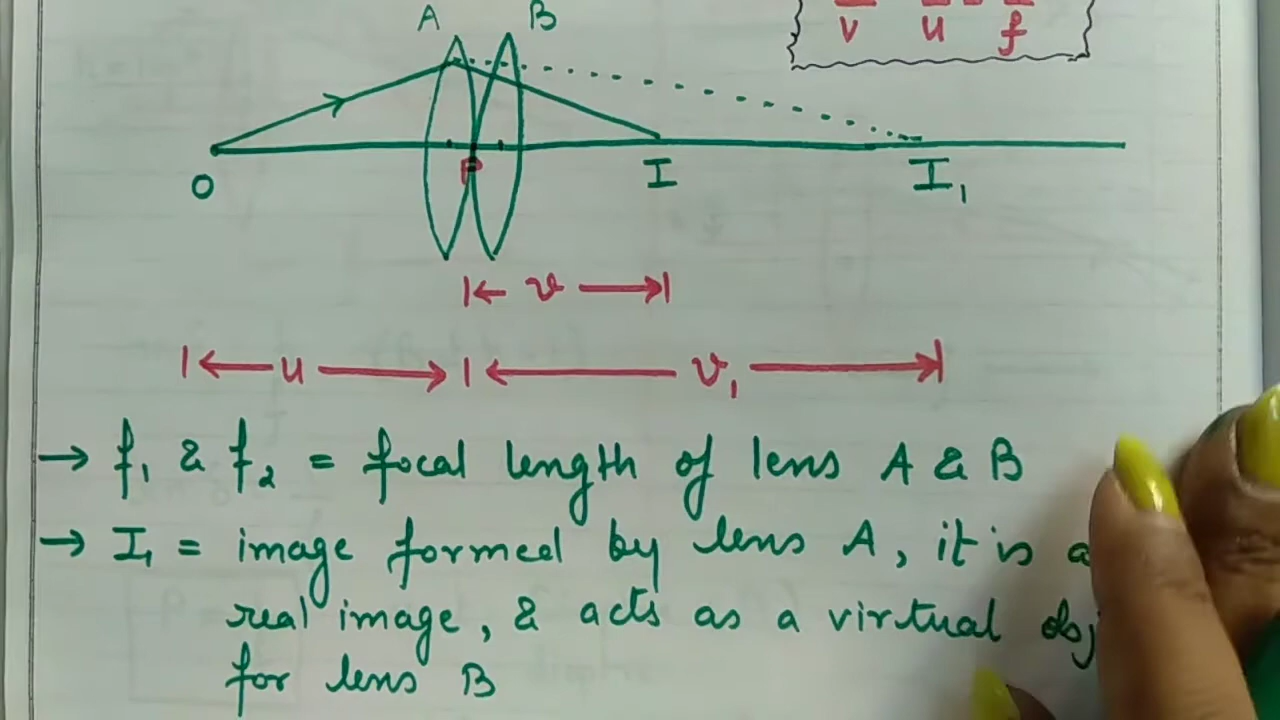 A B
v u f
P
O I I₁
|← v →|
|← u →|← v₁ →|
→ f₁ & f₂ = focal length of lens A & B
→ I₁ = image formed by lens A, it is a
real image, & acts as a virtual obj
for lens B